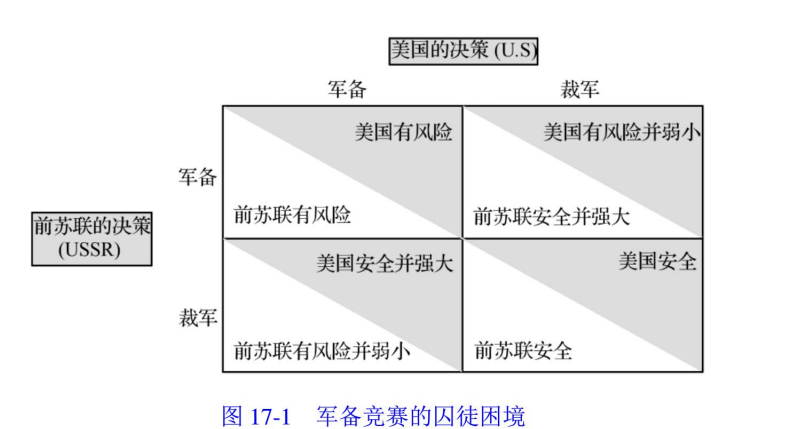 美国的决策 (U.S)
军备
裁军
美国有风险
美国有风险并弱小
军备
前苏联有风险
前苏联安全并强大
前苏联的决策
(USSR)
美国安全并强大
美国安全
裁军
前苏联有风险并弱小
前苏联安全
图 17-1 军备竞赛的囚徒困境